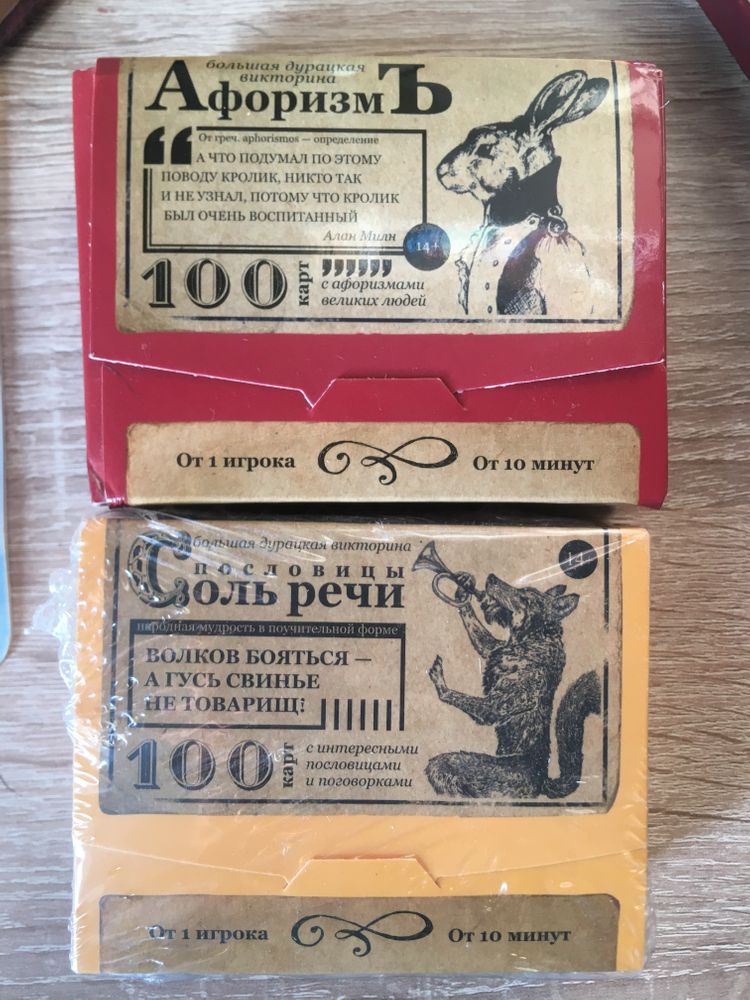 большая дурацкая
викторина
АфоризмЪ
От греч. aphorismos — определение
“ А ЧТО ПОДУМАЛ ПО ЭТОМУ
ПОВОДУ КРОЛИК, НИКТО ТАК
И НЕ УЗНАЛ, ПОТОМУ ЧТО КРОЛИК
БЫЛ ОЧЕНЬ ВОСПИТАННЫЙ
Алан Милн
14+
100 карт
с афоризмами
великих людей
От 1 игрока
От 10 минут
большая дурацкая викторина
14+
пословицы
Соль речи
народная мудрость в поучительной форме
ВОЛКОВ БОЯТЬСЯ —
А ГУСЬ СВИНЬЕ
НЕ ТОВАРИЩ!
100 карт
с интересными
пословицами
и поговорками
От 1 игрока
От 10 минут